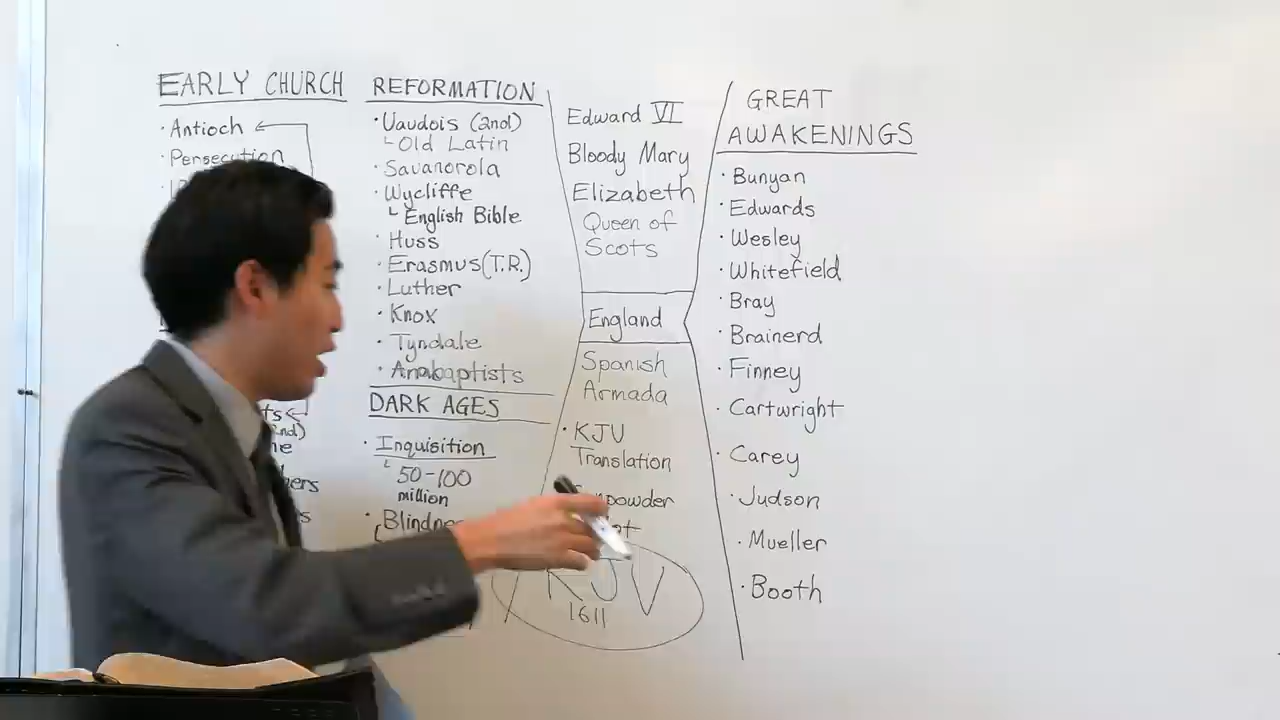 EARLY CHURCH
· Antioch
· Persecution
REFORMATION
· Vaudois (2nd)
└ Old Latin
· Savanorola
· Wycliffe
└ English Bible
· Huss
· Erasmus (T.R.)
· Luther
· Knox
· Tyndale
· Anabaptists
DARK AGES
· Inquisition
└ 50-100
million
Edward VI
Bloody Mary
Elizabeth
Queen of
Scots
England
Spanish
Armada
· KJV
Translation
KJV
1611
GREAT
AWAKENINGS
· Bunyan
· Edwards
· Wesley
· Whitefield
· Bray
· Brainerd
· Finney
· Cartwright
· Carey
· Judson
· Mueller
· Booth